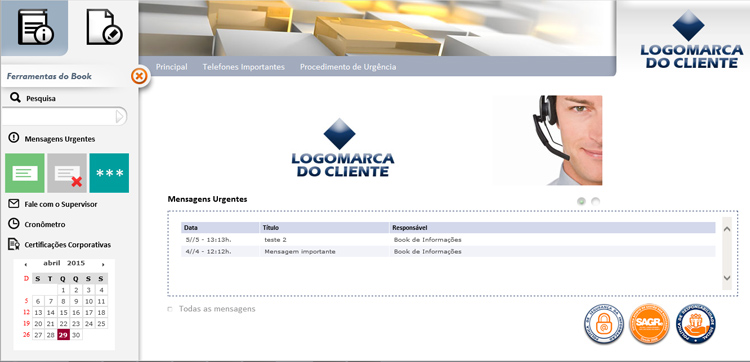 Principal Telefones Importantes Procedimento de Urgência
LOGOMARCA
DO CLIENTE
Ferramentas do Book
Pesquisa
Mensagens Urgentes
***
Fale com o Supervisor
Cronômetro
Certificações Corporativas
‹ abril 2015 ›
D S T Q Q S S
1 2 3 4
5 6 7 8 9 10 11
12 13 14 15 16 17 18
19 20 21 22 23 24 25
26 27 28 29 30
LOGOMARCA
DO CLIENTE
Mensagens Urgentes
Data Título Responsável
5//5 - 13:13h. teste 2 Book de Informações
4//4 - 12:12h. Mensagem importante Book de Informações
Todas as mensagens